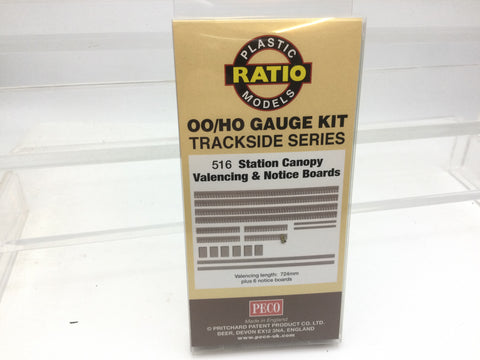 PLASTIC
RATIO
MODELS
OO/HO GAUGE KIT
TRACKSIDE SERIES
516 Station Canopy
Valencing & Notice Boards
Valencing length: 724mm
plus 6 notice boards
PECO
Made in England
© PRITCHARD PATENT PRODUCT CO. LTD.
BEER, DEVON EX12 3NA, ENGLAND
www.peco-uk.com